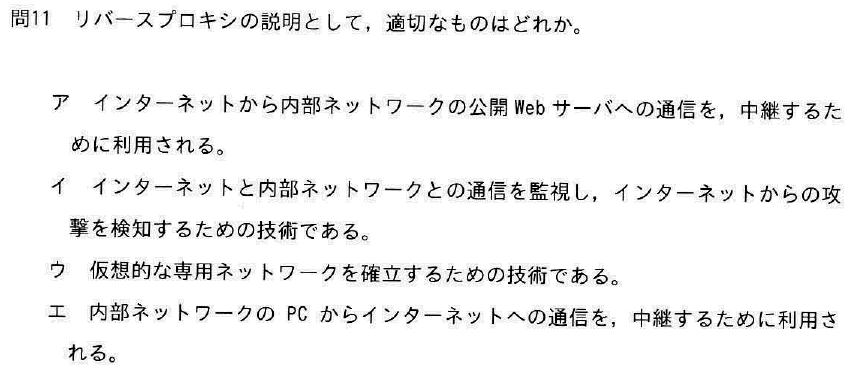 問11 リバースプロキシの説明として，適切なものはどれか。
ア インターネットから内部ネットワークの公開 Web サーバへの通信を，中継するた
めに利用される。
イ インターネットと内部ネットワークとの通信を監視し，インターネットからの攻
撃を検知するための技術である。
ウ 仮想的な専用ネットワークを確立するための技術である。
エ 内部ネットワークの PC からインターネットへの通信を，中継するために利用さ
れる。